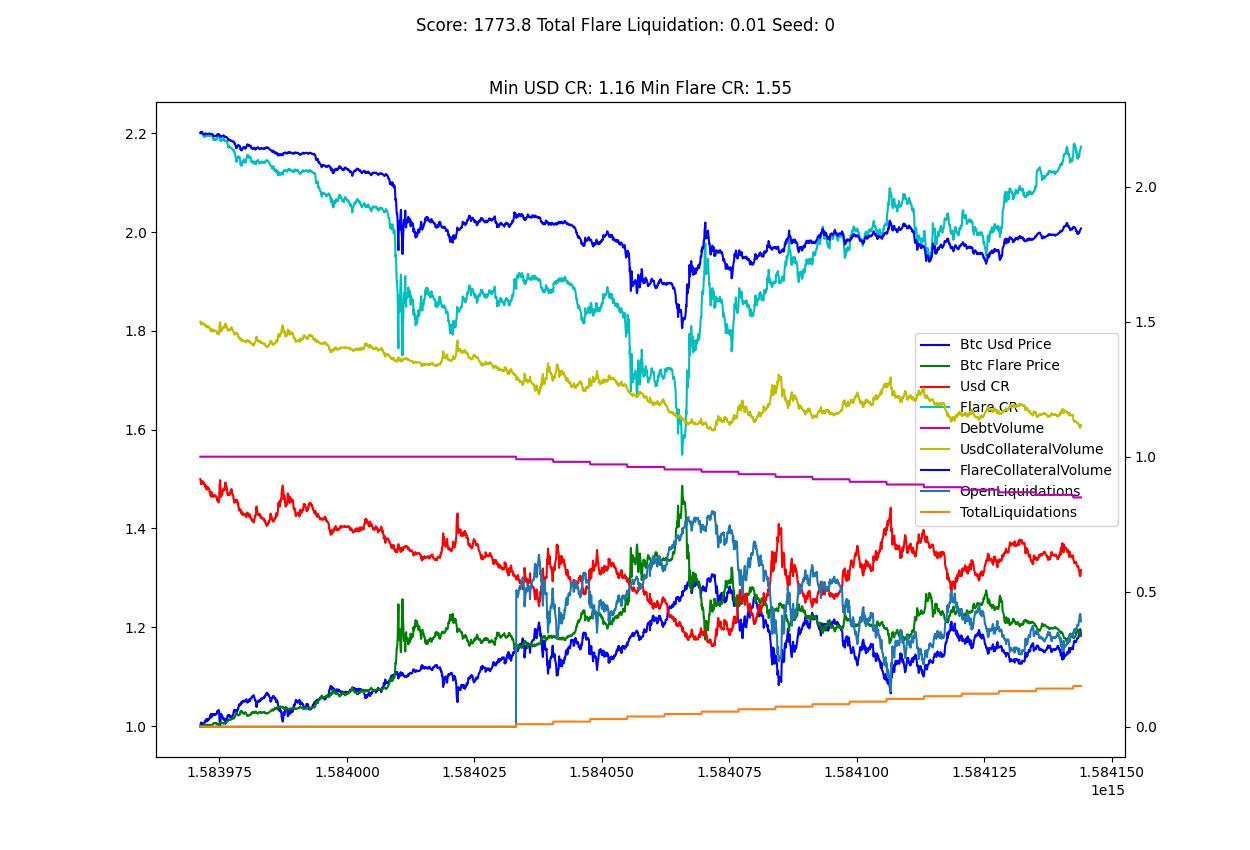 Score: 1773.8 Total Flare Liquidation: 0.01 Seed: 0
Min USD CR: 1.16 Min Flare CR: 1.55
2.2
2.0
1.8
1.6
1.4
1.2
1.0
2.0
1.5
1.0
0.5
0.0
Btc Usd Price
Btc Flare Price
Usd CR
Flare CR
DebtVolume
UsdCollateralVolume
FlareCollateralVolume
OpenLiquidations
TotalLiquidations
1.583975 1.584000 1.584025 1.584050 1.584075 1.584100 1.584125 1.584150
1e15